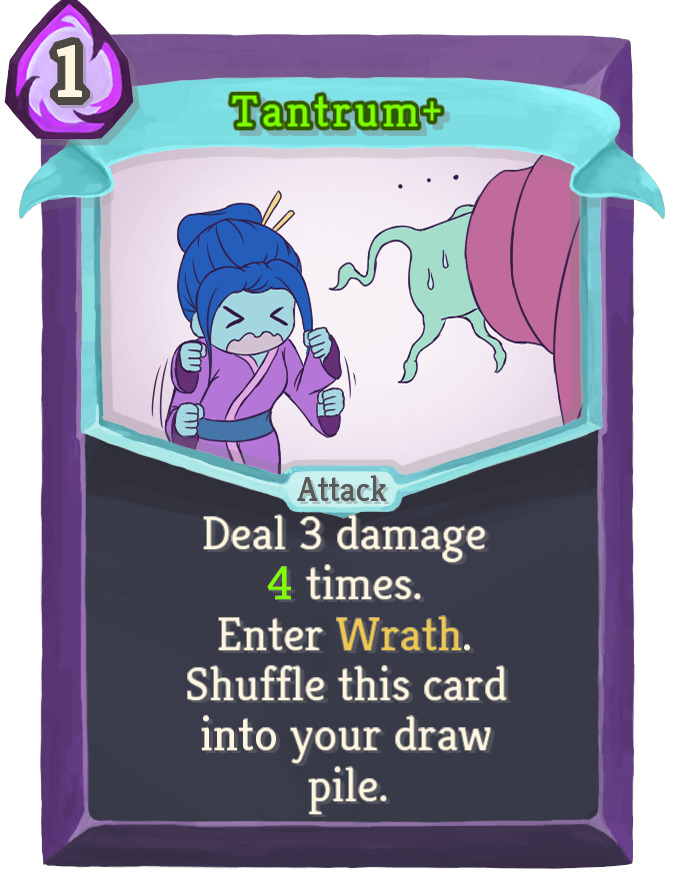 1
Tantrum+
Attack
Deal 3 damage
4 times.
Enter Wrath.
Shuffle this card
into your draw
pile.